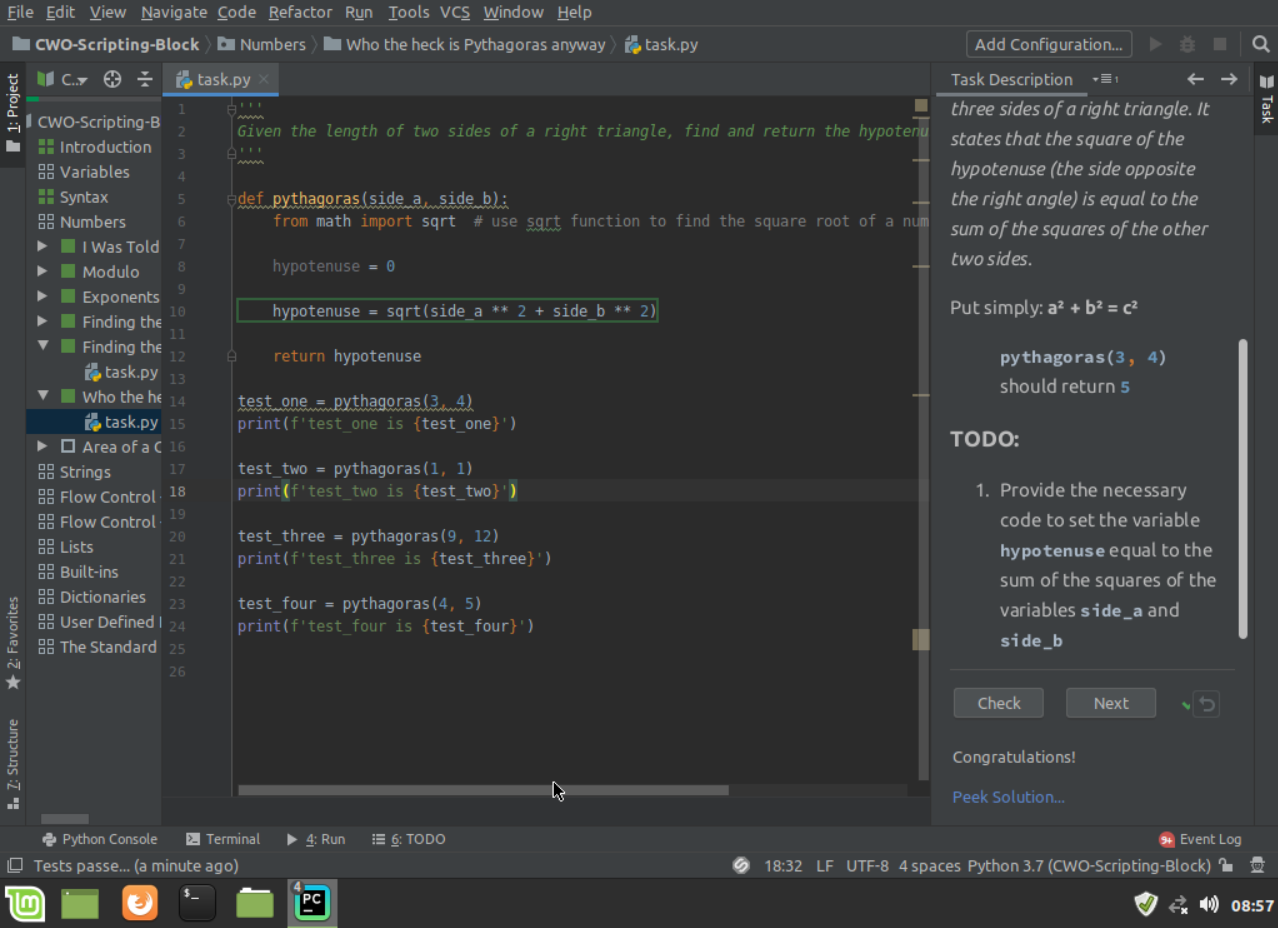 File Edit View Navigate Code Refactor Run Tools VCS Window Help
CWO-Scripting-Block Numbers Who the heck is Pythagoras anyway task.py Add Configuration...
1: Project
2: Favorites
7: Structure
C..
CWO-Scripting-B
Introduction
Variables
Syntax
Numbers
I Was Told
Modulo
Exponents
Finding the
Finding the
task.py
Who the he
task.py
Area of a C
Strings
Flow Control
Flow Control
Lists
Built-ins
Dictionaries
User Defined
The Standard
task.py
1 '''
2 Given the length of two sides of a right triangle, find and return the hypotenu
3 '''
4
5 def pythagoras(side_a, side_b):
6 from math import sqrt # use sqrt function to find the square root of a num
7
8 hypotenuse = 0
9
10 hypotenuse = sqrt(side_a ** 2 + side_b ** 2)
11
12 return hypotenuse
13
14 test_one = pythagoras(3, 4)
15 print(f'test_one is {test_one}')
16
17 test_two = pythagoras(1, 1)
18 print(f'test_two is {test_two}')
19
20 test_three = pythagoras(9, 12)
21 print(f'test_three is {test_three}')
22
23 test_four = pythagoras(4, 5)
24 print(f'test_four is {test_four}')
25
26
Task Description 1
three sides of a right triangle. It
states that the square of the
hypotenuse (the side opposite
the right angle) is equal to the
sum of the squares of the other
two sides.
Put simply: a² + b² = c²
pythagoras(3, 4)
should return 5
TODO:
1. Provide the necessary
code to set the variable
hypotenuse equal to the
sum of the squares of the
variables side_a and
side_b
Check Next
Congratulations!
Peek Solution...
Task
Python Console Terminal 4: Run 6: TODO 9+ Event Log
Tests passe... (a minute ago) 18:32 LF UTF-8 4 spaces Python 3.7 (CWO-Scripting-Block)
$_ 4 PC 08:57